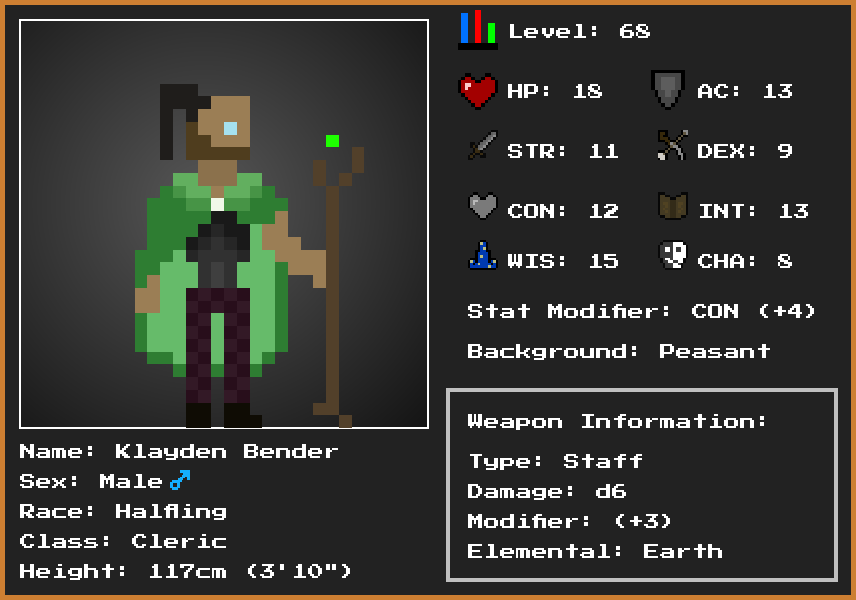 Level: 68
HP: 18 AC: 13
STR: 11 DEX: 9
CON: 12 INT: 13
WIS: 15 CHA: 8
Stat Modifier: CON (+4)
Background: Peasant
Weapon Information:
Type: Staff
Damage: d6
Modifier: (+3)
Elemental: Earth
Name: Klayden Bender
Sex: Male ♂
Race: Halfling
Class: Cleric
Height: 117cm (3'10")